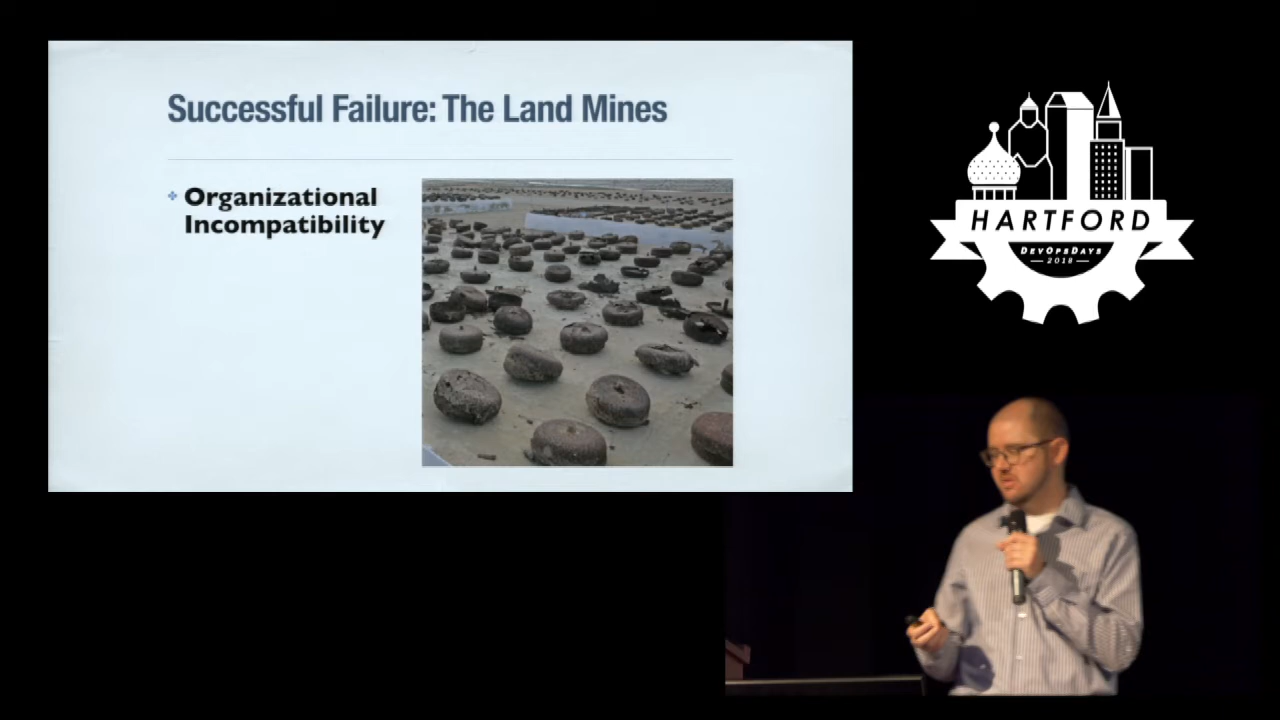 Successful Failure: The Land Mines
Organizational
Incompatibility
HARTFORD
DEVOPSDAYS
2018